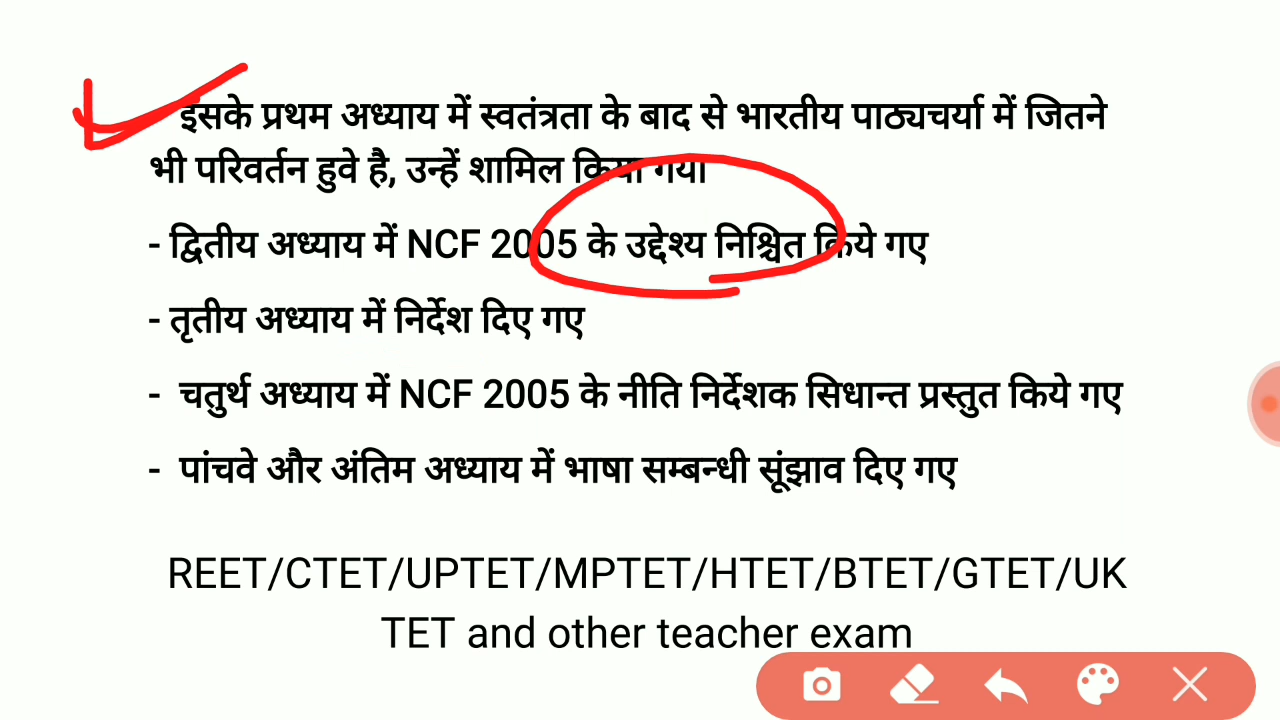 इसके प्रथम अध्याय में स्वतंत्रता के बाद से भारतीय पाठ्यचर्या में जितने
भी परिवर्तन हुवे है, उन्हें शामिल किया गया
- द्वितीय अध्याय में NCF 2005 के उद्देश्य निश्चित किये गए
- तृतीय अध्याय में निर्देश दिए गए
- चतुर्थ अध्याय में NCF 2005 के नीति निर्देशक सिधान्त प्रस्तुत किये गए
- पांचवे और अंतिम अध्याय में भाषा सम्बन्धी सूंझाव दिए गए
REET/CTET/UPTET/MPTET/HTET/BTET/GTET/UK
TET and other teacher exam